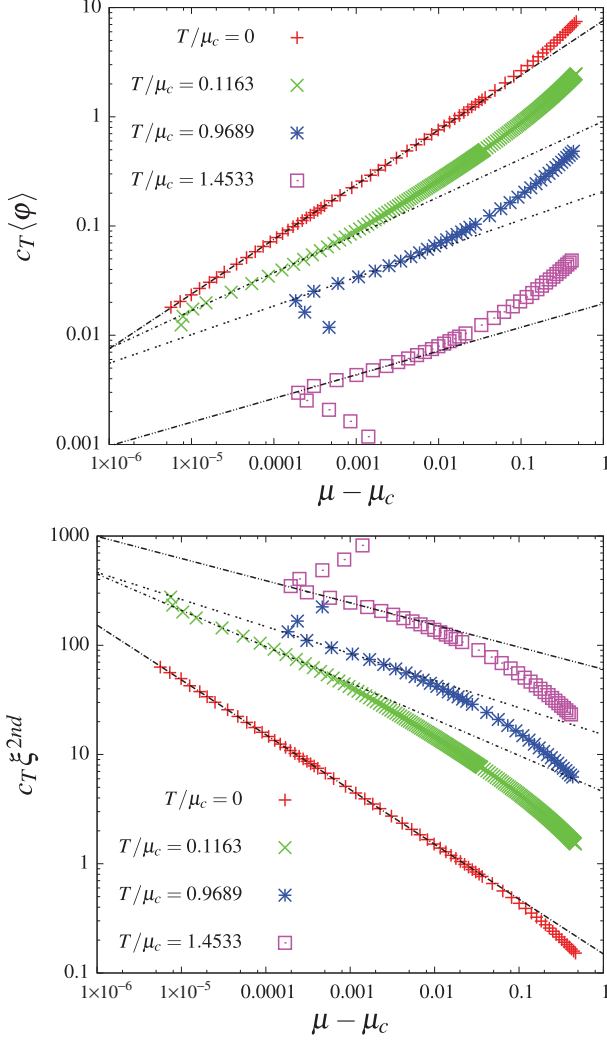 10
1
0.1
0.01
0.001
c_T⟨φ⟩
T/μ_c = 0
T/μ_c = 0.1163
T/μ_c = 0.9689
T/μ_c = 1.4533
1×10^-6 1×10^-5 0.0001 0.001 0.01 0.1 1
μ − μ_c
1000
100
10
1
0.1
c_T ξ^2nd
T/μ_c = 0
T/μ_c = 0.1163
T/μ_c = 0.9689
T/μ_c = 1.4533
1×10^-6 1×10^-5 0.0001 0.001 0.01 0.1 1
μ − μ_c